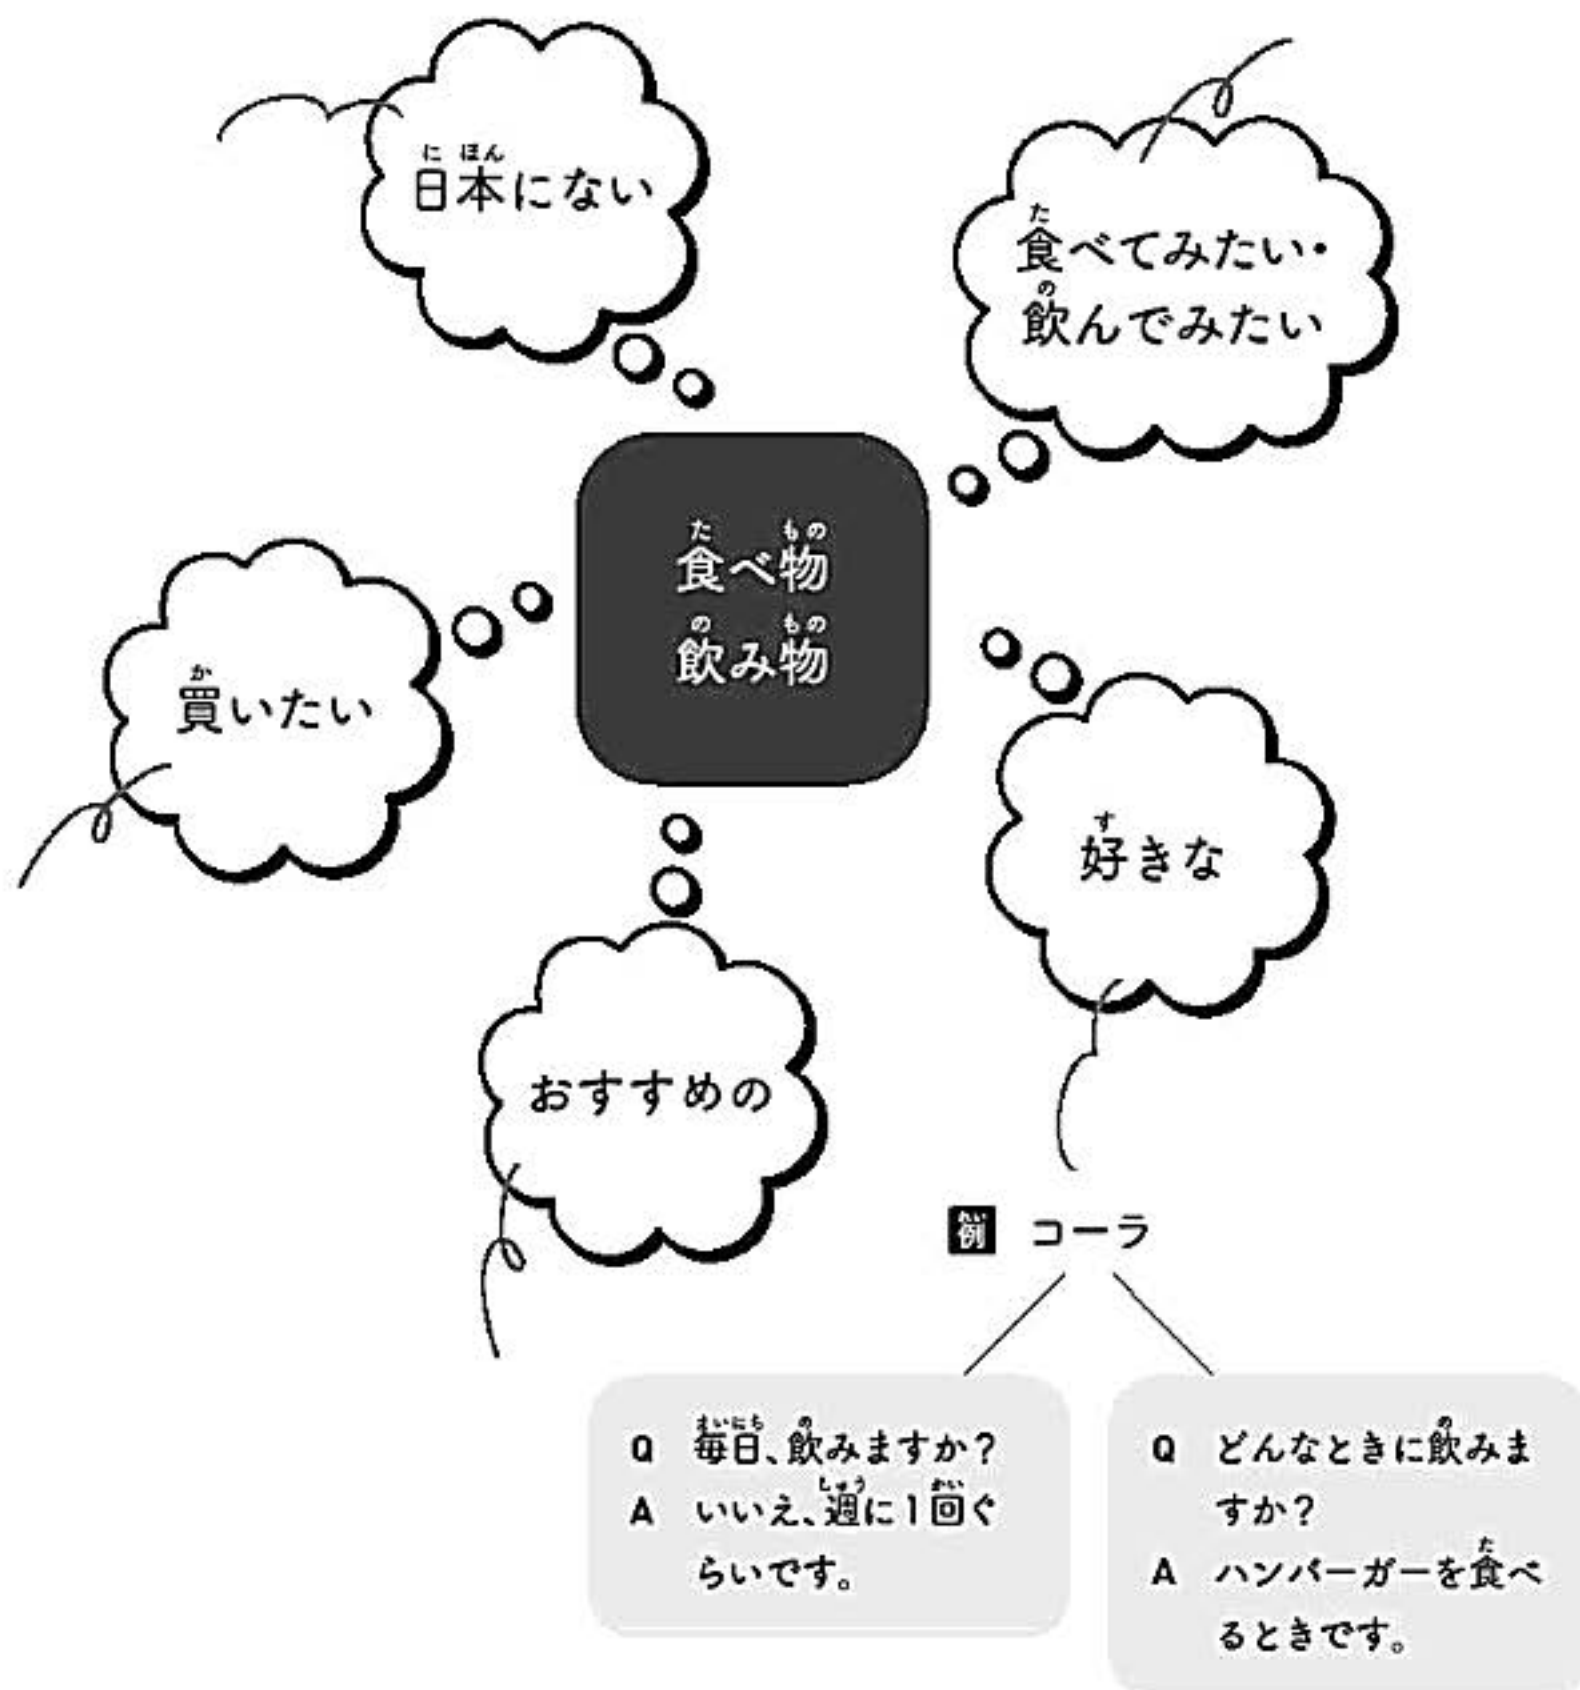 日本にない
食べてみたい・
飲んでみたい
食べ物
飲み物
買いたい
好きな
おすすめの
例 コーラ
Q 毎日、飲みますか？
A いいえ、週に1回ぐ
らいです。
Q どんなときに飲みま
すか？
A ハンバーガーを食べ
るときです。